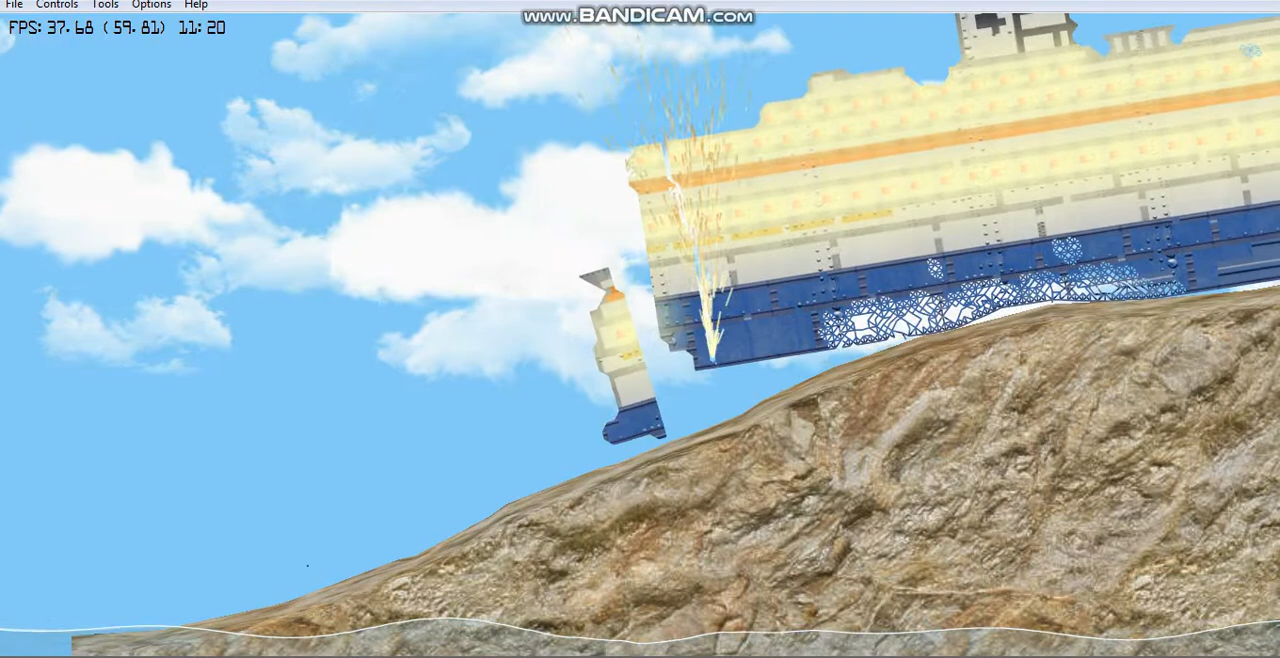 File Controls Tools Options Help
www.BANDICAM.com
FPS: 37.68 (59.81) 11:20